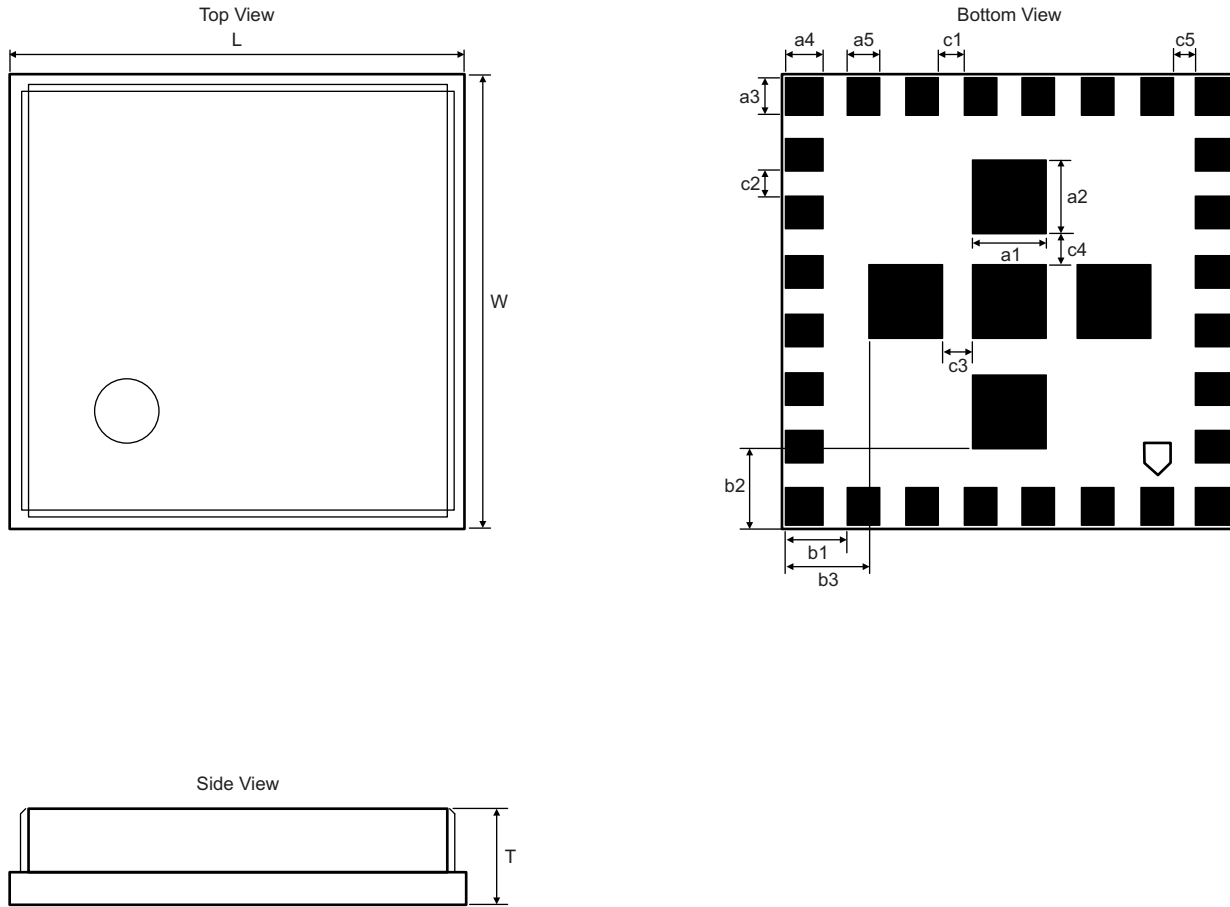 Top View
L
W
Bottom View
a4
a5
c1
c5
a3
c2
a2
a1
c4
c3
b2
b1
b3
Side View
T